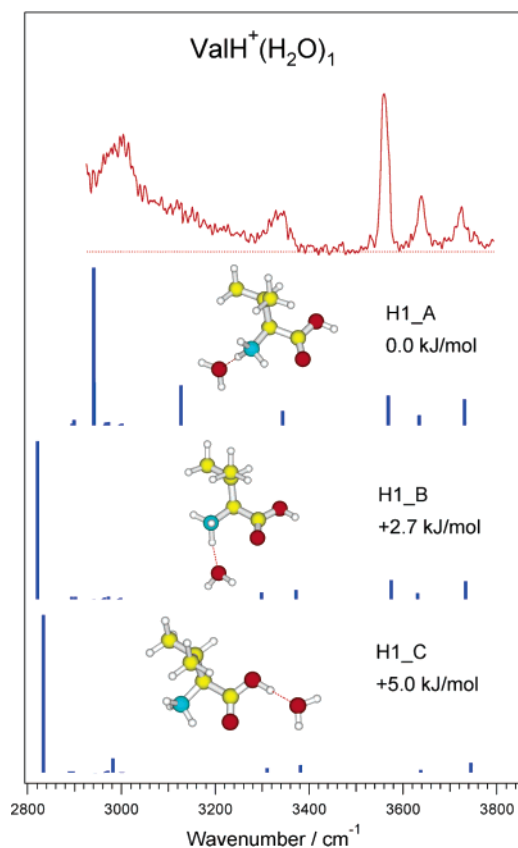 ValH⁺(H₂O)₁
H1_A
0.0 kJ/mol
H1_B
+2.7 kJ/mol
H1_C
+5.0 kJ/mol
2800 3000 3200 3400 3600 3800
Wavenumber / cm⁻¹